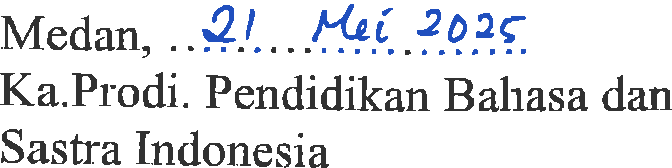 Medan, ..21....Mei 2025
Ka.Prodi. Pendidikan Bahasa dan
Sastra Indonesia